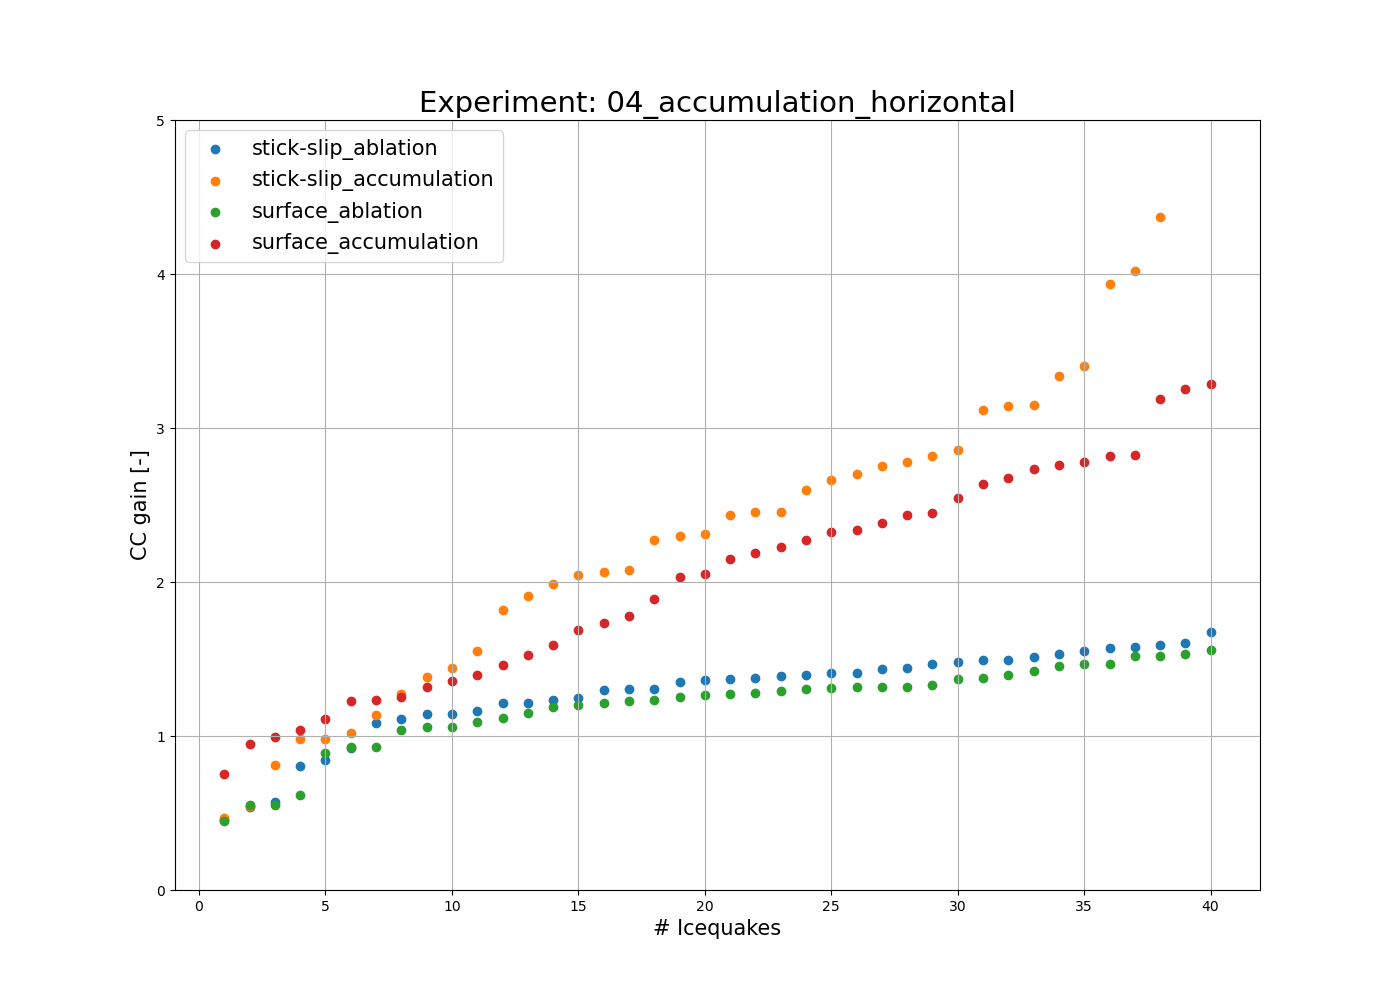 Experiment: 04_accumulation_horizontal
5
stick-slip_ablation
stick-slip_accumulation
surface_ablation
surface_accumulation
4
3
CC gain [-]
2
1
0
0 5 10 15 20 25 30 35 40
# Icequakes